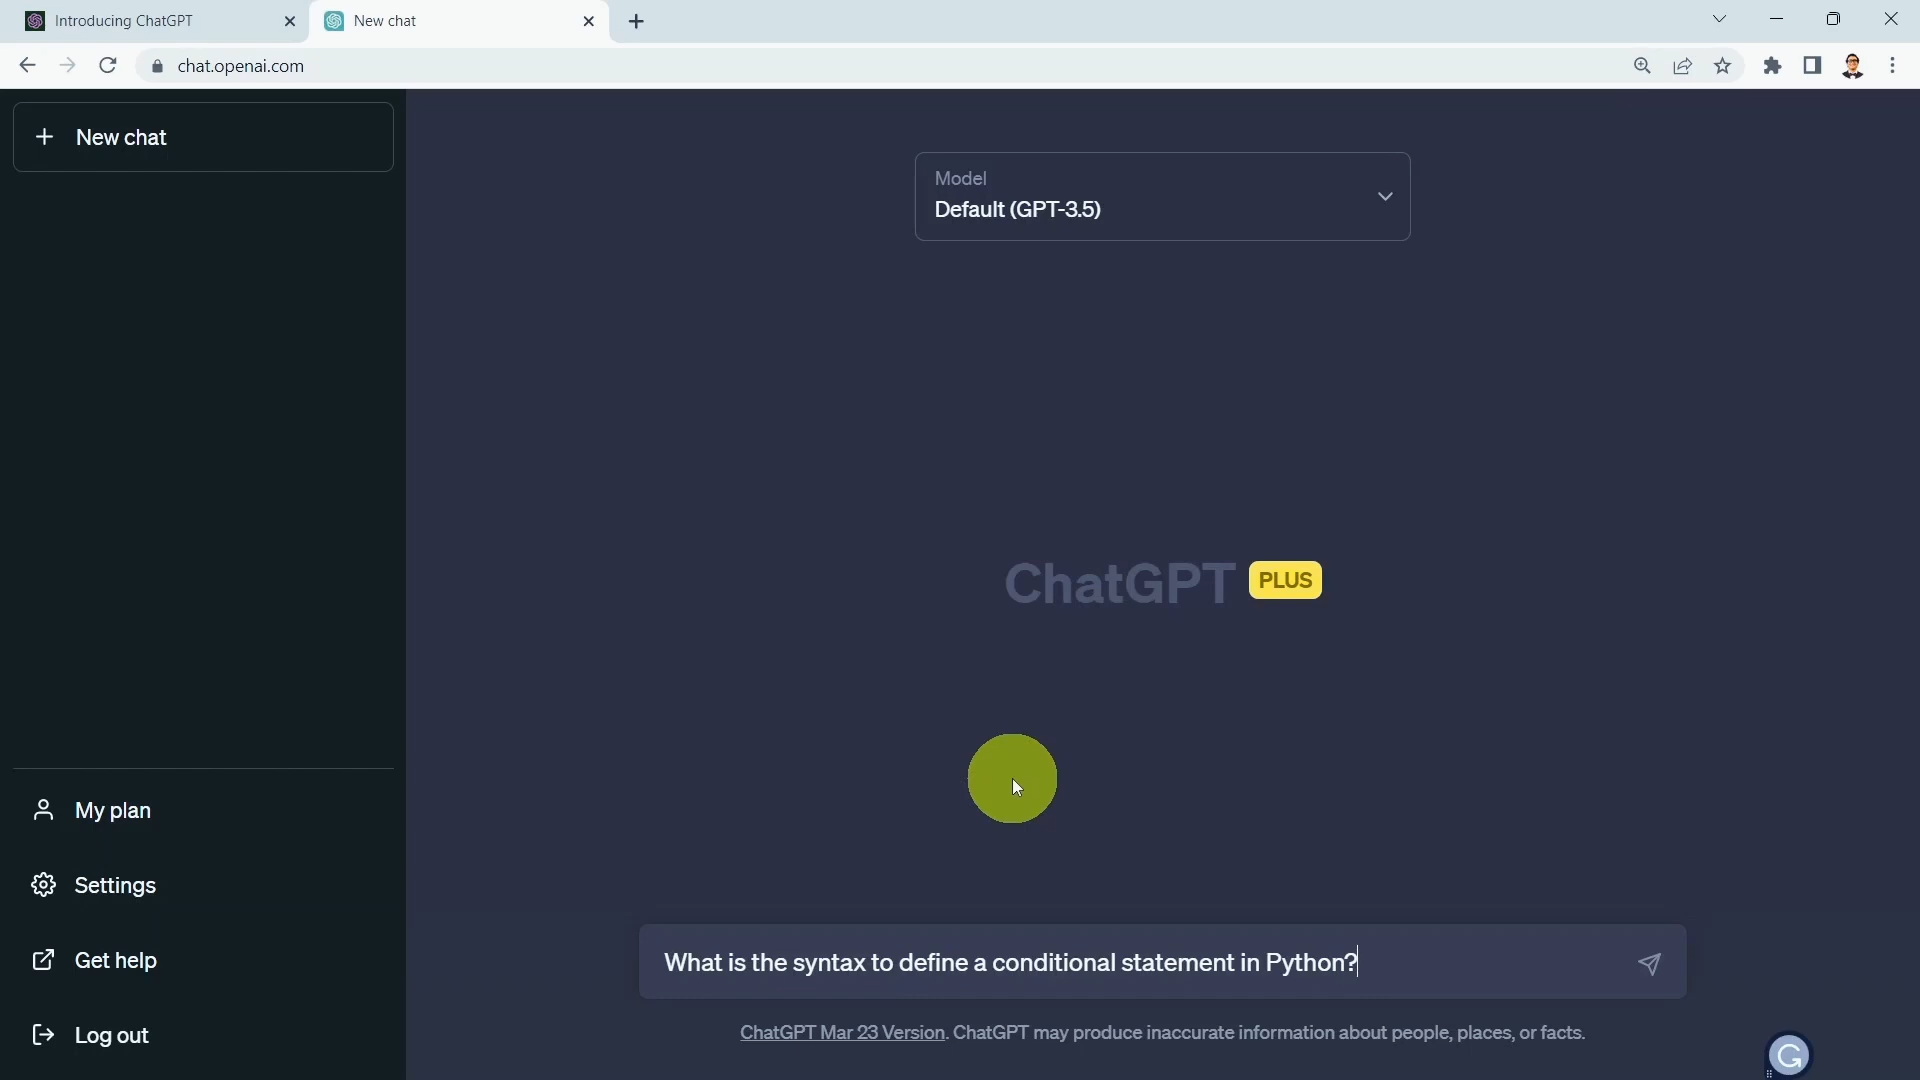 Introducing ChatGPT
New chat
chat.openai.com
New chat
Model
Default (GPT-3.5)
ChatGPT PLUS
My plan
Settings
Get help
Log out
What is the syntax to define a conditional statement in Python?
ChatGPT Mar 23 Version. ChatGPT may produce inaccurate information about people, places, or facts.